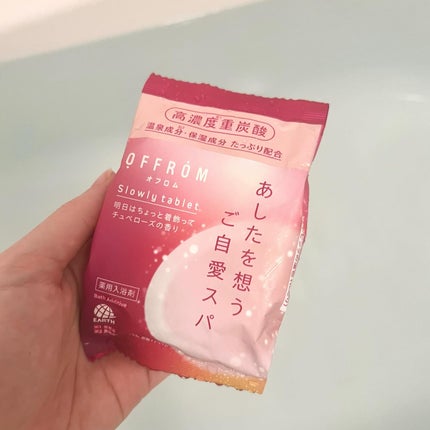 高濃度重炭酸
温泉成分・保湿成分 たっぷり配合
OFFRÓM
オフロム
Slowly tablet
明日はちょっと着飾って
チュベローズの香り
あしたを想う
ご自愛スパ
薬用入浴剤
Bath Additive
EARTH